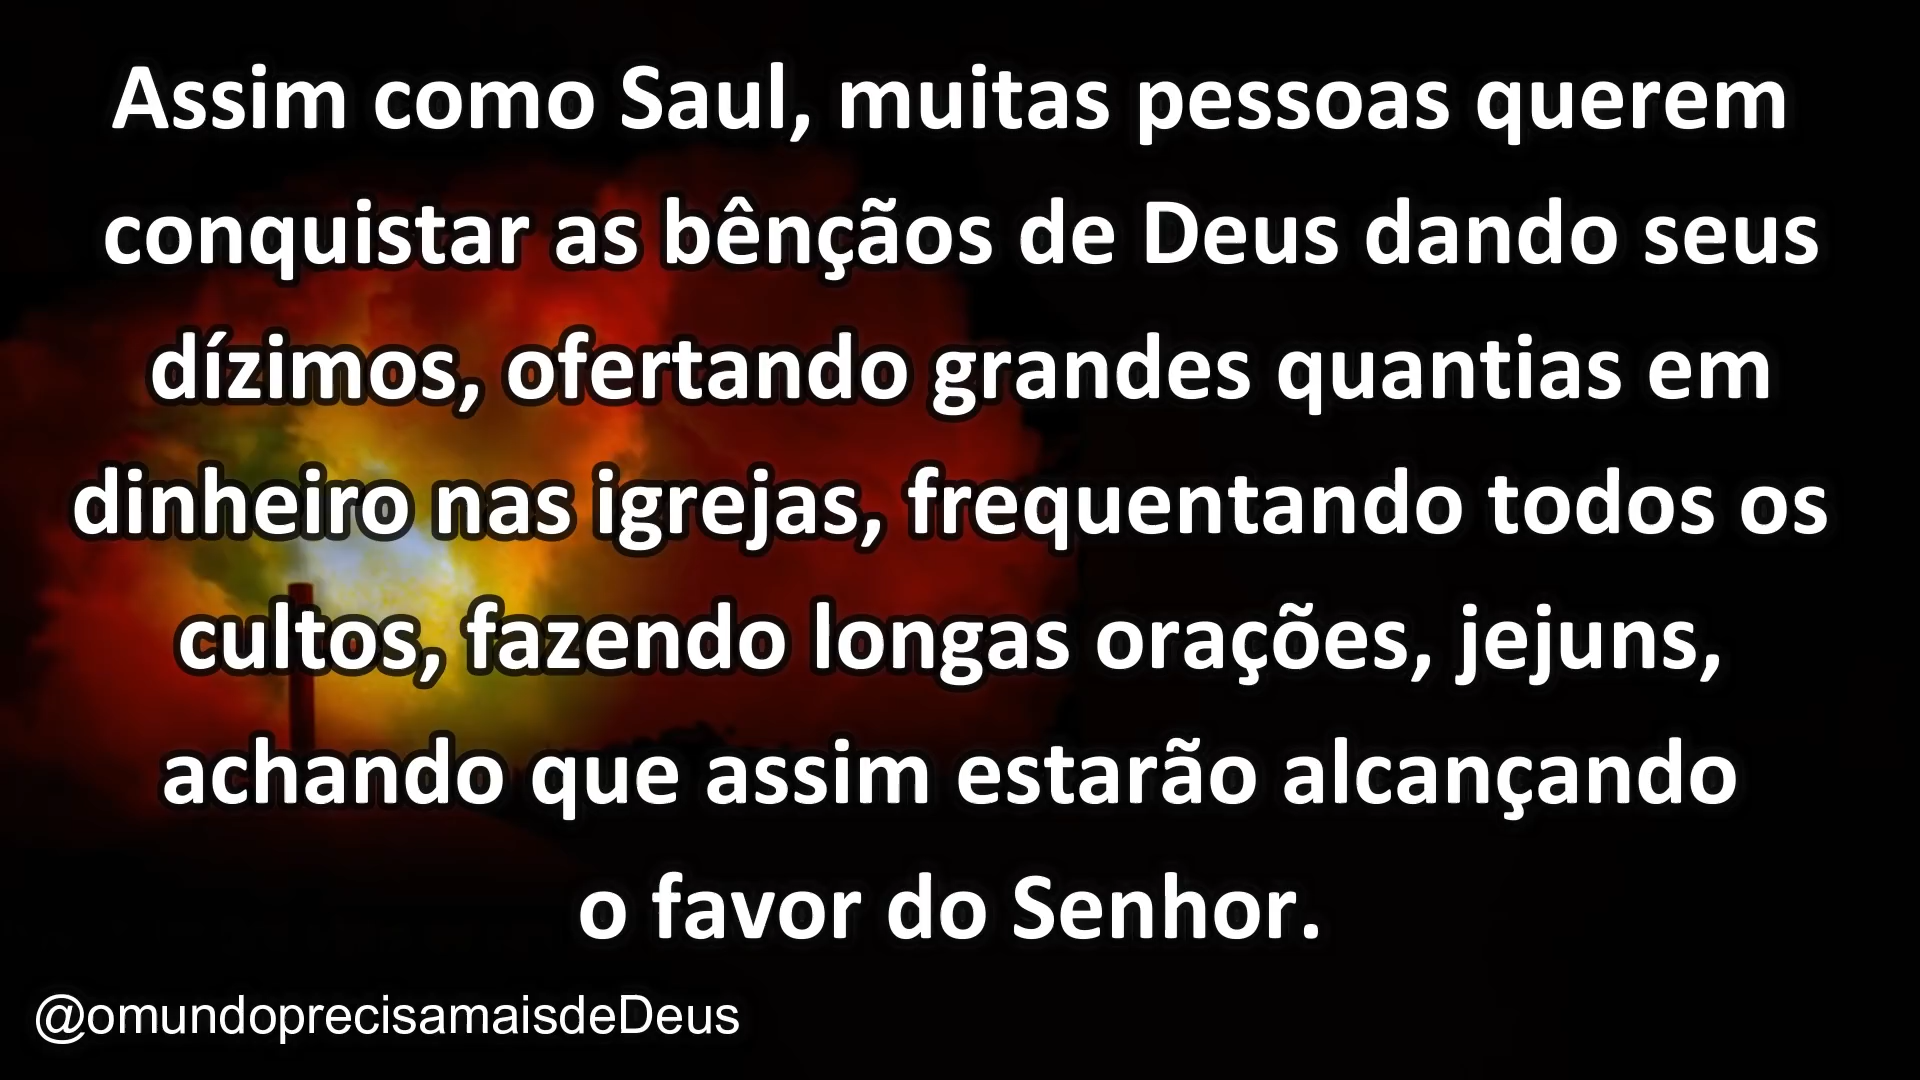 Assim como Saul, muitas pessoas querem
conquistar as bênçãos de Deus dando seus
dízimos, ofertando grandes quantias em
dinheiro nas igrejas, frequentando todos os
cultos, fazendo longas orações, jejuns,
achando que assim estarão alcançando
o favor do Senhor.
@omundoprecisamaisdeDeus